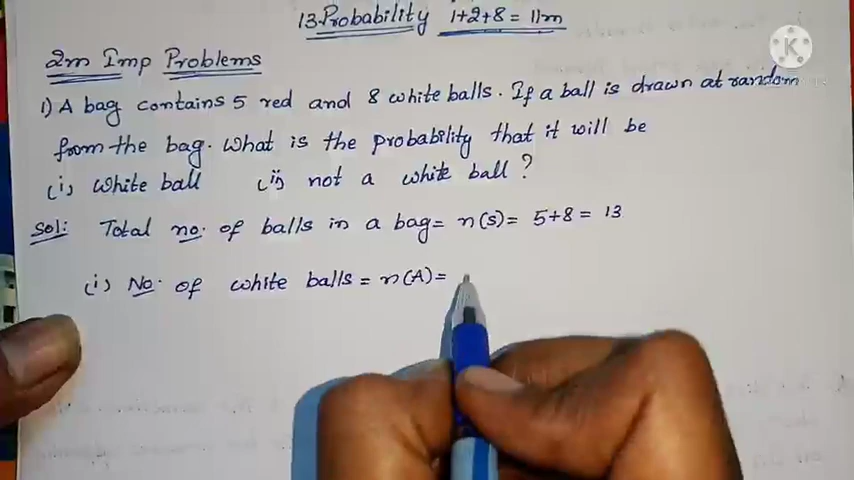 13. Probability 1+2+8 = 11m
2m Imp Problems
1) A bag contains 5 red and 8 white balls. If a ball is drawn at random
from the bag. What is the probability that it will be
(i) White ball (ii) not a white ball ?
Sol: Total no. of balls in a bag = n(S) = 5+8 = 13
(i) No. of white balls = n(A) =
K